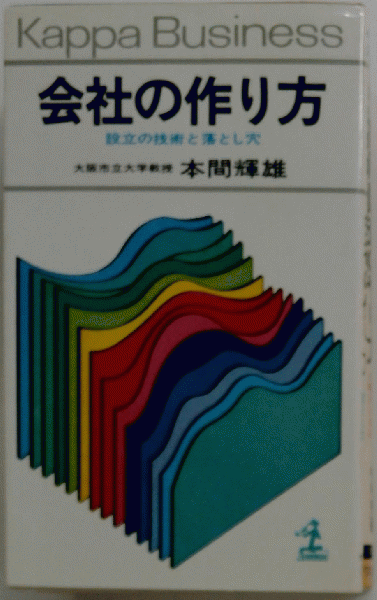 Kappa Business
会社の作り方
設立の技術と落とし穴
大阪市立大学教授 本間輝雄